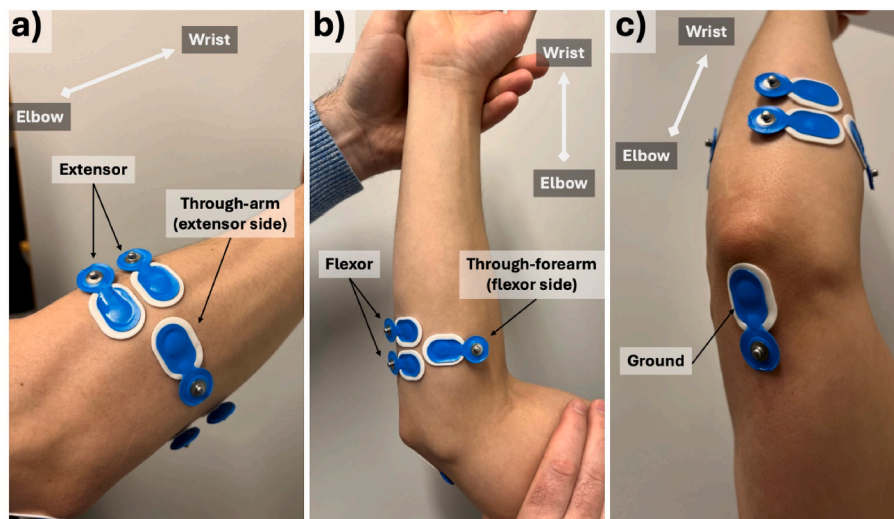 a)
Wrist
Elbow
Extensor
Through-arm
(extensor side)
b)
Wrist
Elbow
Flexor
Through-forearm
(flexor side)
c)
Wrist
Elbow
Ground